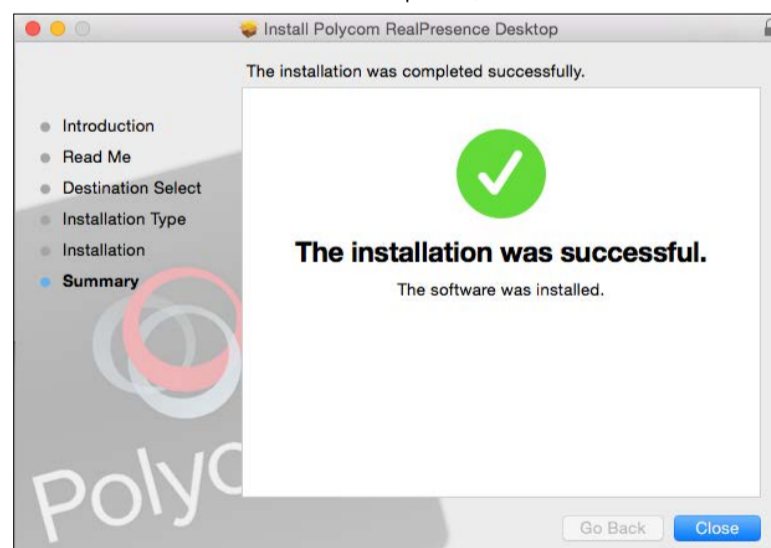 Install Polycom RealPresence Desktop
The installation was completed successfully.
Introduction
Read Me
Destination Select
Installation Type
Installation
Summary
The installation was successful.
The software was installed.
Polyc
Go Back
Close